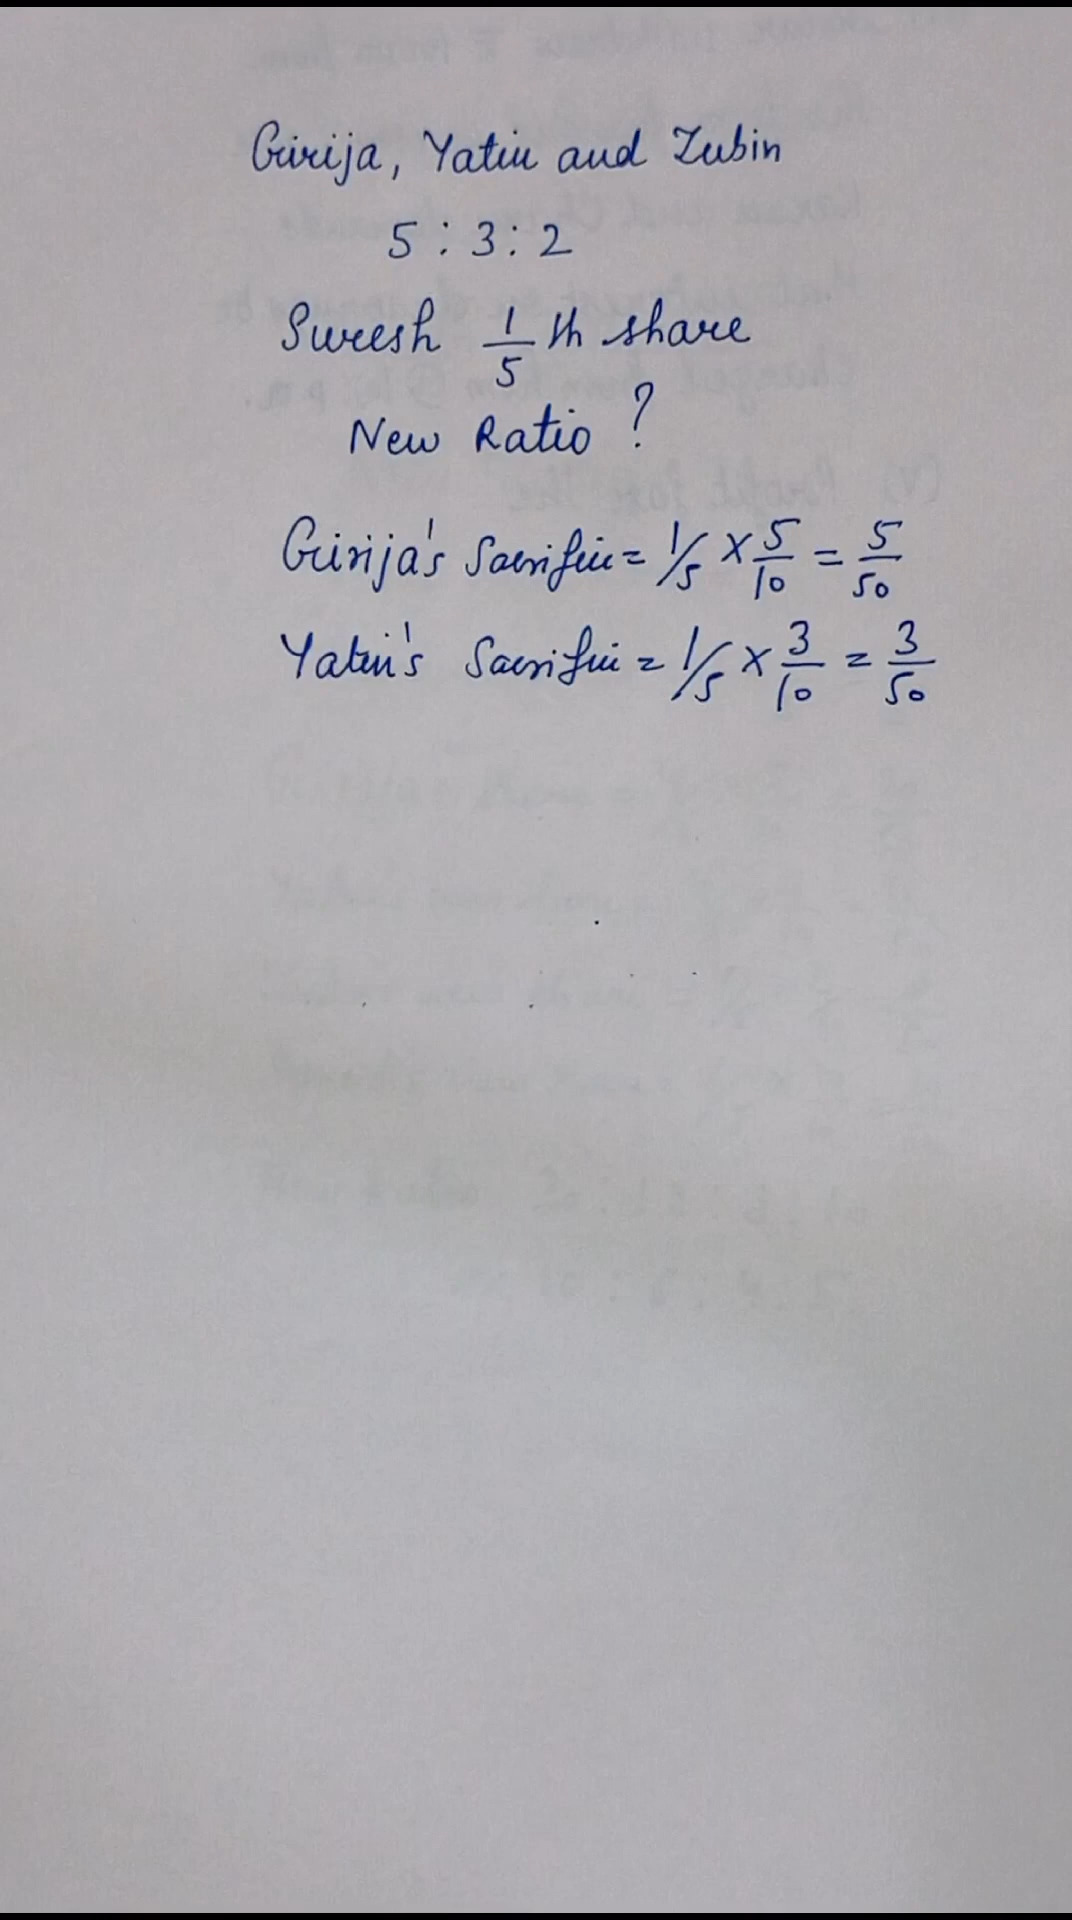 Girija, Yatin and Zubin
5 : 3 : 2
Suresh 1/5 th share
New Ratio ?
Girija's Sacrifice = 1/5 × 5/10 = 5/50
Yatin's Sacrifice = 1/5 × 3/10 = 3/50